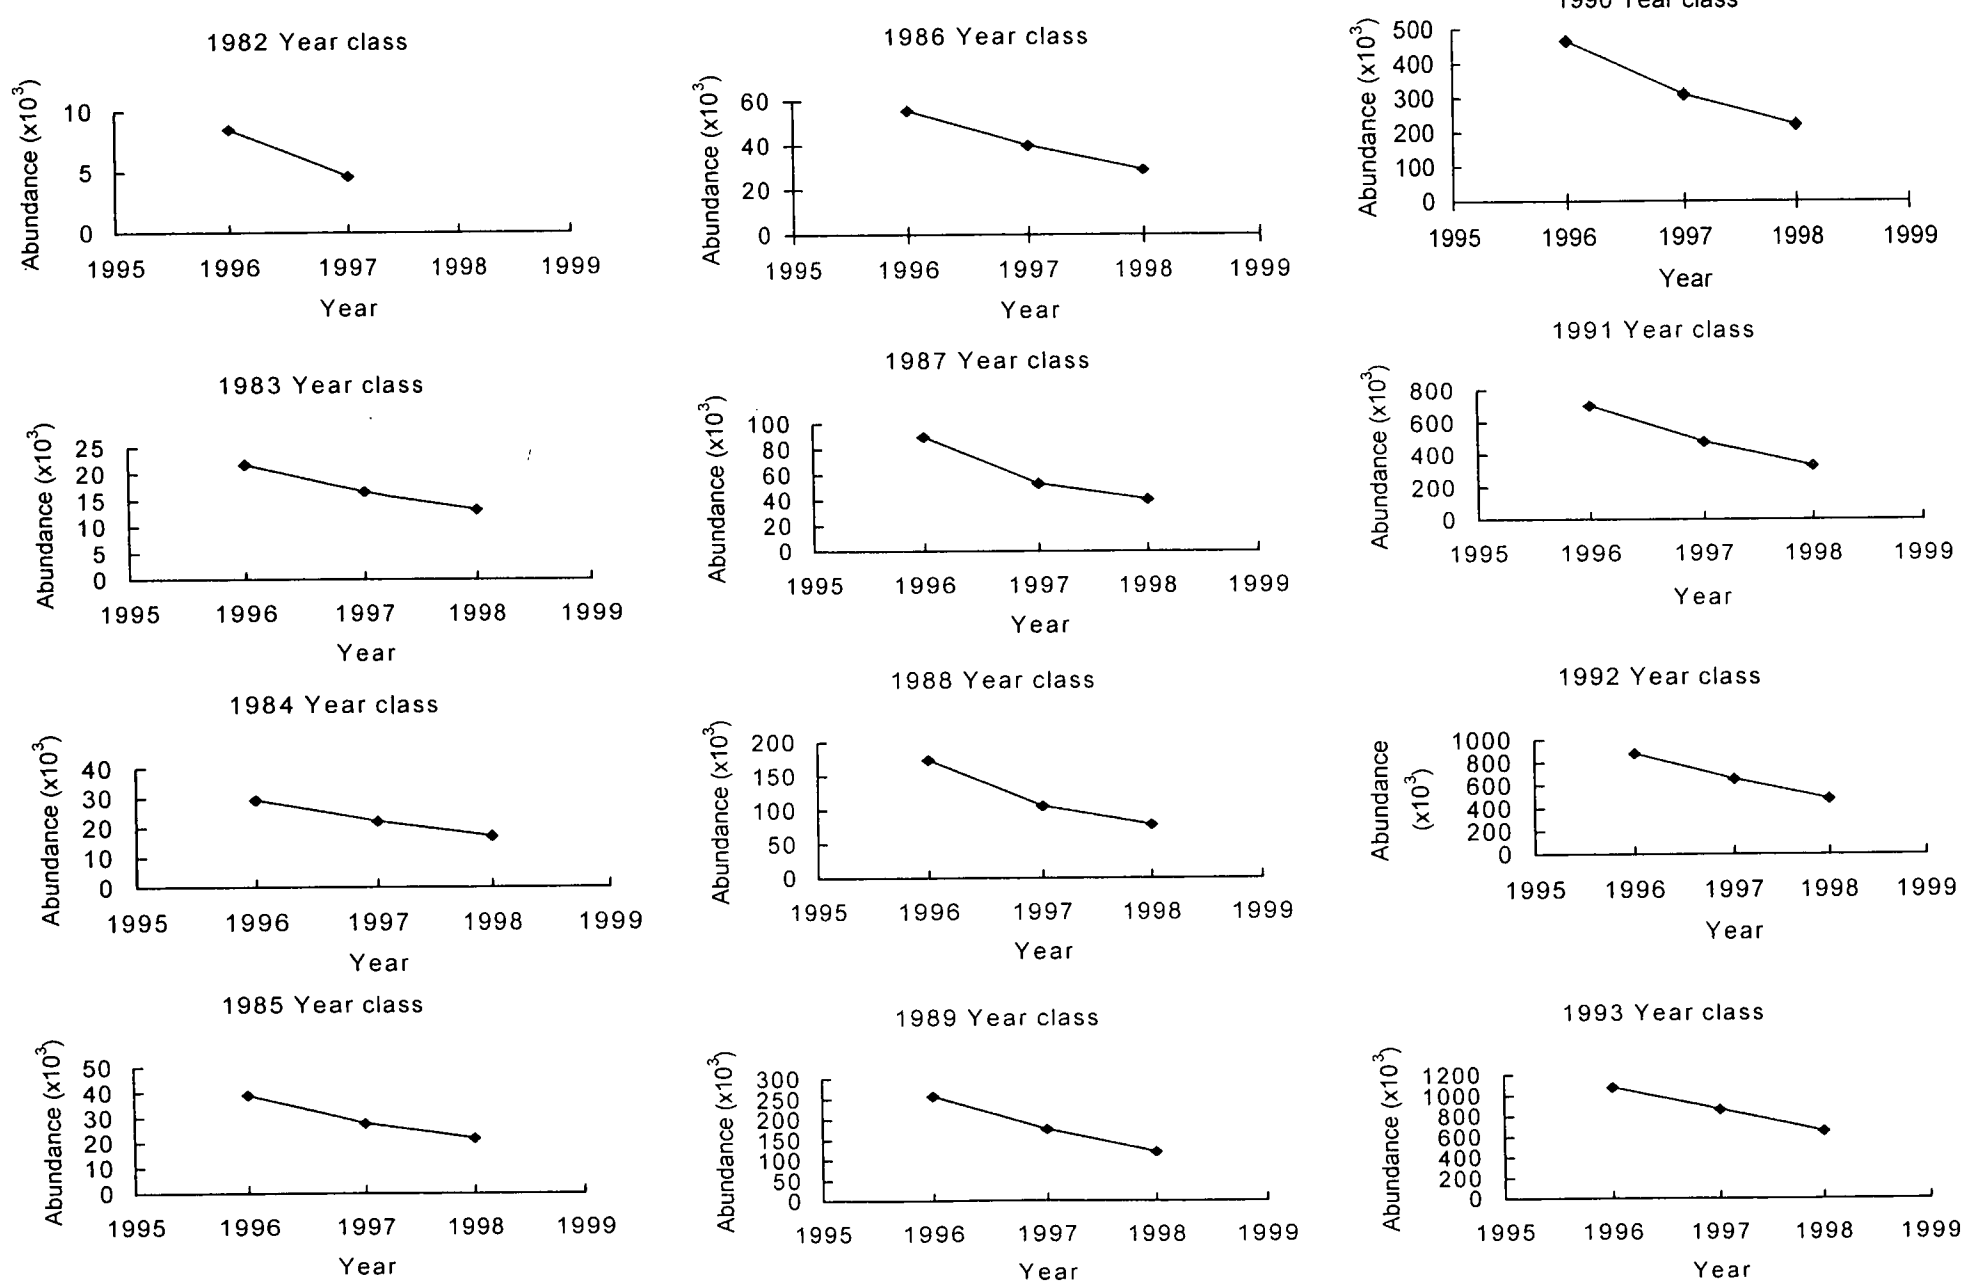 1982 Year class
Abundance (x10³)
10
5
0
1995 1996 1997 1998 1999
Year
1983 Year class
Abundance (x10³)
25
20
15
10
5
0
1995 1996 1997 1998 1999
Year
1984 Year class
Abundance (x10³)
40
30
20
10
0
1995 1996 1997 1998 1999
Year
1985 Year class
Abundance (x10³)
50
40
30
20
10
0
1995 1996 1997 1998 1999
Year
1986 Year class
Abundance (x10³)
60
40
20
0
1995 1996 1997 1998 1999
Year
1987 Year class
Abundance (x10³)
100
80
60
40
20
0
1995 1996 1997 1998 1999
Year
1988 Year class
Abundance (x10³)
200
150
100
50
0
1995 1996 1997 1998 1999
Year
1989 Year class
Abundance (x10³)
300
250
200
150
100
50
0
1995 1996 1997 1998 1999
Year
1990 Year class
Abundance (x10³)
500
400
300
200
100
0
1995 1996 1997 1998 1999
Year
1991 Year class
Abundance (x10³)
800
600
400
200
0
1995 1996 1997 1998 1999
Year
1992 Year class
Abundance
(x10³)
1000
800
600
400
200
0
1995 1996 1997 1998 1999
Year
1993 Year class
Abundance (x10³)
1200
1000
800
600
400
200
0
1995 1996 1997 1998 1999
Year